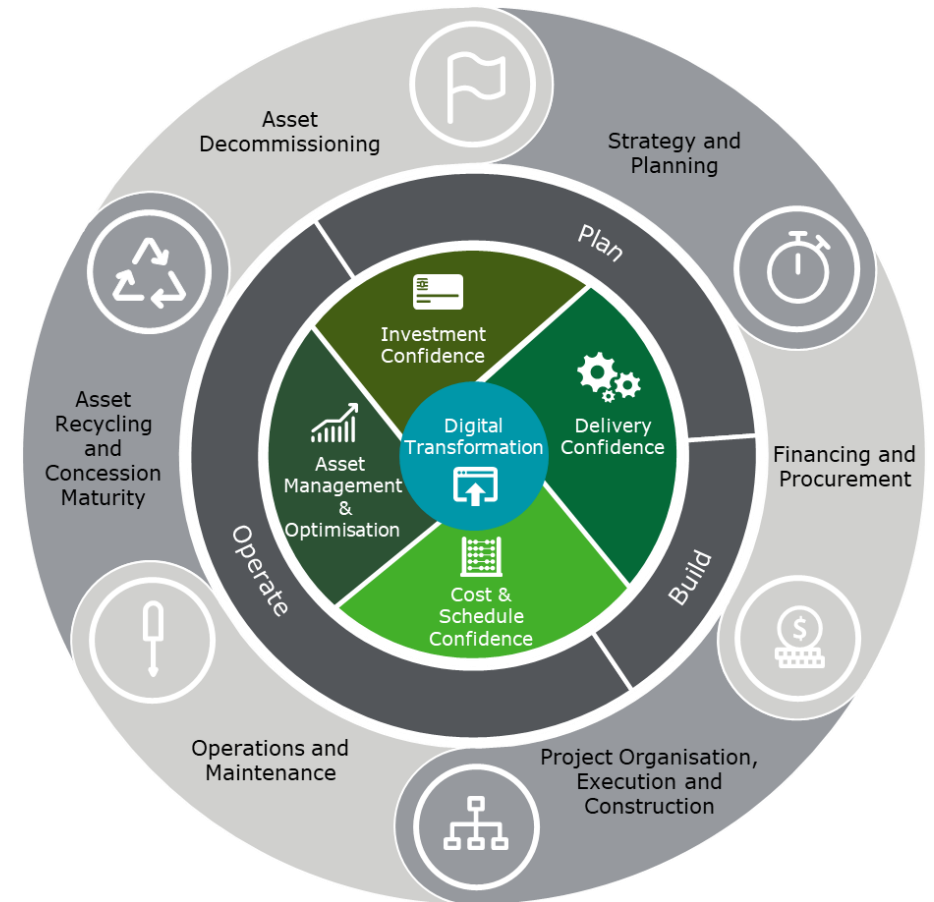 Asset
Decommissioning
Strategy and
Planning
Plan
Investment
Confidence
Asset
Recycling
and
Concession
Maturity
Asset
Management
&
Optimisation
Digital
Transformation
Delivery
Confidence
Financing and
Procurement
Operate
Build
Cost &
Schedule
Confidence
$
Operations and
Maintenance
Project Organisation,
Execution and
Construction